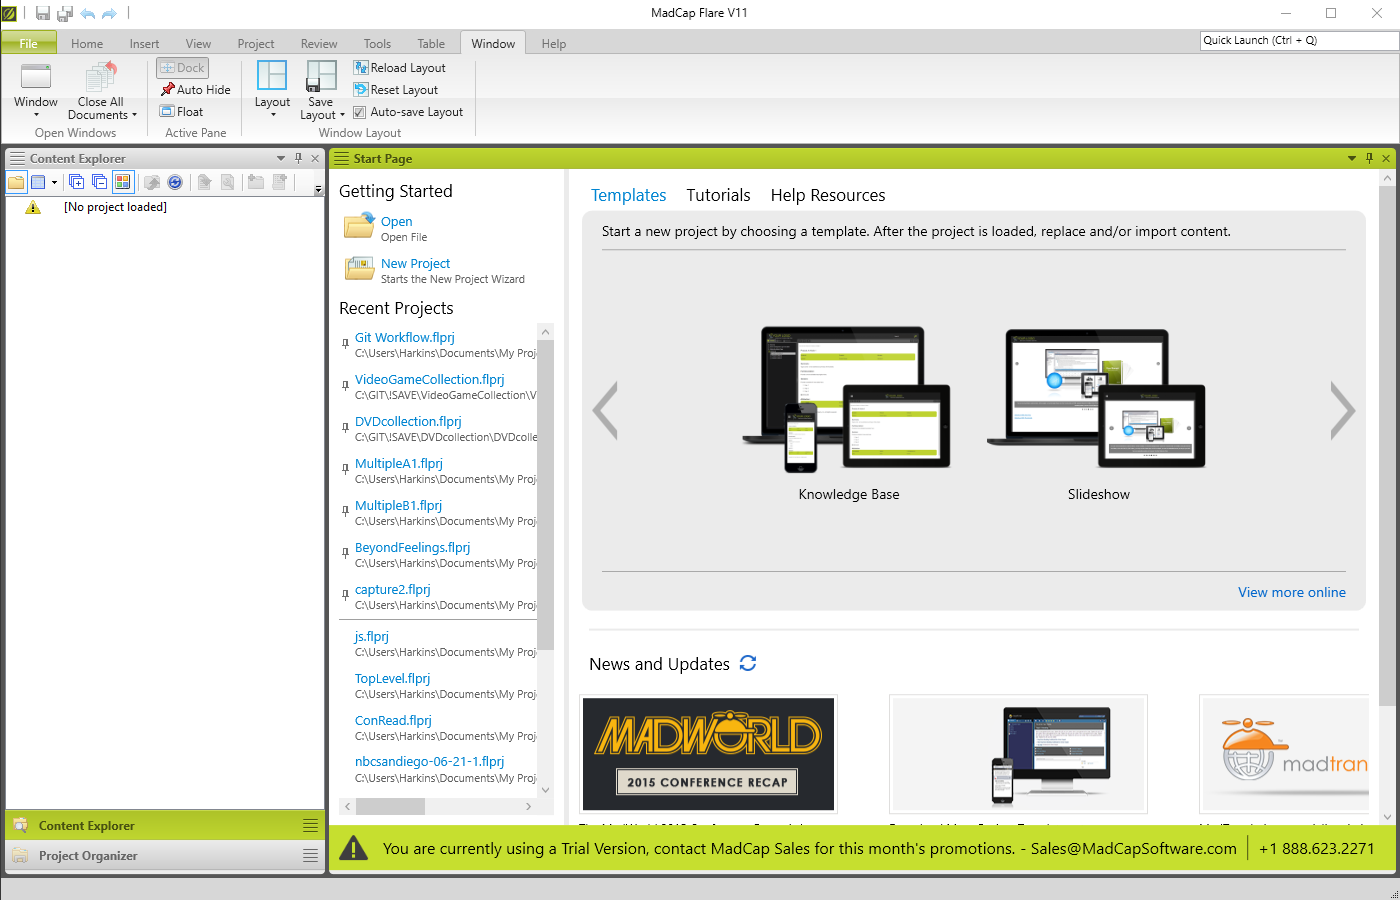 MadCap Flare V11
File Home Insert View Project Review Tools Table Window Help
Quick Launch (Ctrl + Q)
Window
Close All
Documents
Open Windows
Dock
Auto Hide
Float
Active Pane
Layout
Save
Layout
Reload Layout
Reset Layout
Auto-save Layout
Window Layout
Content Explorer
[No project loaded]
Content Explorer
Project Organizer
Start Page
Getting Started
Open
Open File
New Project
Starts the New Project Wizard
Recent Projects
Git Workflow.flprj
C:\Users\Harkins\Documents\My Proj
VideoGameCollection.flprj
C:\GIT\!SAVE\VideoGameCollection\V
DVDcollection.flprj
C:\GIT\!SAVE\DVDcollection\DVDcolle
MultipleA1.flprj
C:\Users\Harkins\Documents\My Proj
MultipleB1.flprj
C:\Users\Harkins\Documents\My Proj
BeyondFeelings.flprj
C:\Users\Harkins\Documents\My Proj
capture2.flprj
C:\Users\Harkins\Documents\My Proj
js.flprj
C:\Users\Harkins\Documents\My Proj
TopLevel.flprj
C:\Users\Harkins\Documents\My Proj
ConRead.flprj
C:\Users\Harkins\Documents\My Proj
nbcsandiego-06-21-1.flprj
C:\Users\Harkins\Documents\My Proj
Templates Tutorials Help Resources
Start a new project by choosing a template. After the project is loaded, replace and/or import content.
Knowledge Base
Slideshow
View more online
News and Updates
MADWORLD
2015 CONFERENCE RECAP
madtran
You are currently using a Trial Version, contact MadCap Sales for this month's promotions. - Sales@MadCapSoftware.com
+1 888.623.2271